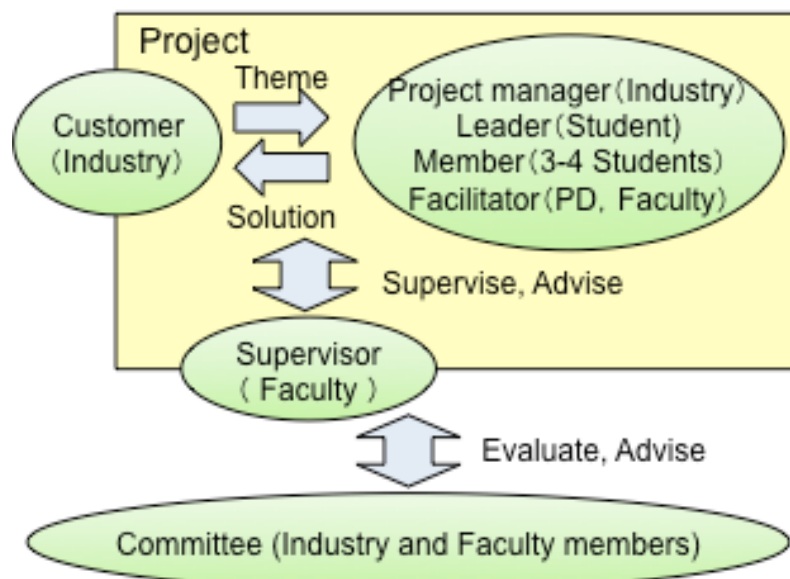 Project
Theme
Customer
（Industry）
Project manager（Industry）
Leader（Student）
Member（3-4 Students）
Facilitator（PD，Faculty）
Solution
Supervise, Advise
Supervisor
（ Faculty ）
Evaluate, Advise
Committee (Industry and Faculty members)